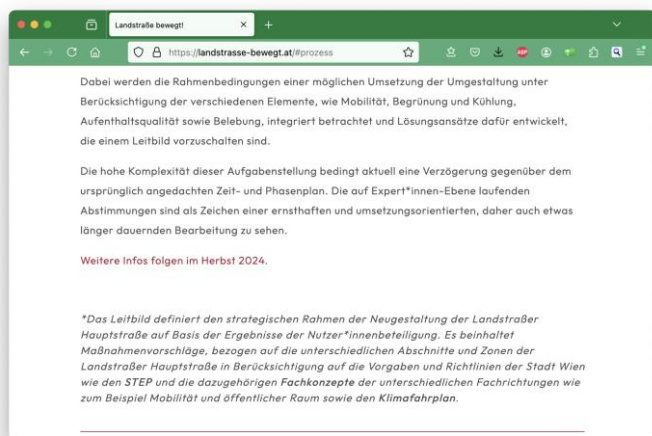 Landstraße bewegt!
https://landstrasse-bewegt.at/#prozess
ABP
Dabei werden die Rahmenbedingungen einer möglichen Umsetzung der Umgestaltung unter
Berücksichtigung der verschiedenen Elemente, wie Mobilität, Begrünung und Kühlung,
Aufenthaltsqualität sowie Belebung, integriert betrachtet und Lösungsansätze dafür entwickelt,
die einem Leitbild vorzuschalten sind.
Die hohe Komplexität dieser Aufgabenstellung bedingt aktuell eine Verzögerung gegenüber dem
ursprünglich angedachten Zeit- und Phasenplan. Die auf Expert*innen-Ebene laufenden
Abstimmungen sind als Zeichen einer ernsthaften und umsetzungsorientierten, daher auch etwas
länger dauernden Bearbeitung zu sehen.
Weitere Infos folgen im Herbst 2024.
*Das Leitbild definiert den strategischen Rahmen der Neugestaltung der Landstraßer
Hauptstraße auf Basis der Ergebnisse der Nutzer*innenbeteiligung. Es beinhaltet
Maßnahmenvorschläge, bezogen auf die unterschiedlichen Abschnitte und Zonen der
Landstraßer Hauptstraße in Berücksichtigung auf die Vorgaben und Richtlinien der Stadt Wien
wie den STEP und die dazugehörigen Fachkonzepte der unterschiedlichen Fachrichtungen wie
zum Beispiel Mobilität und öffentlicher Raum sowie den Klimafahrplan.